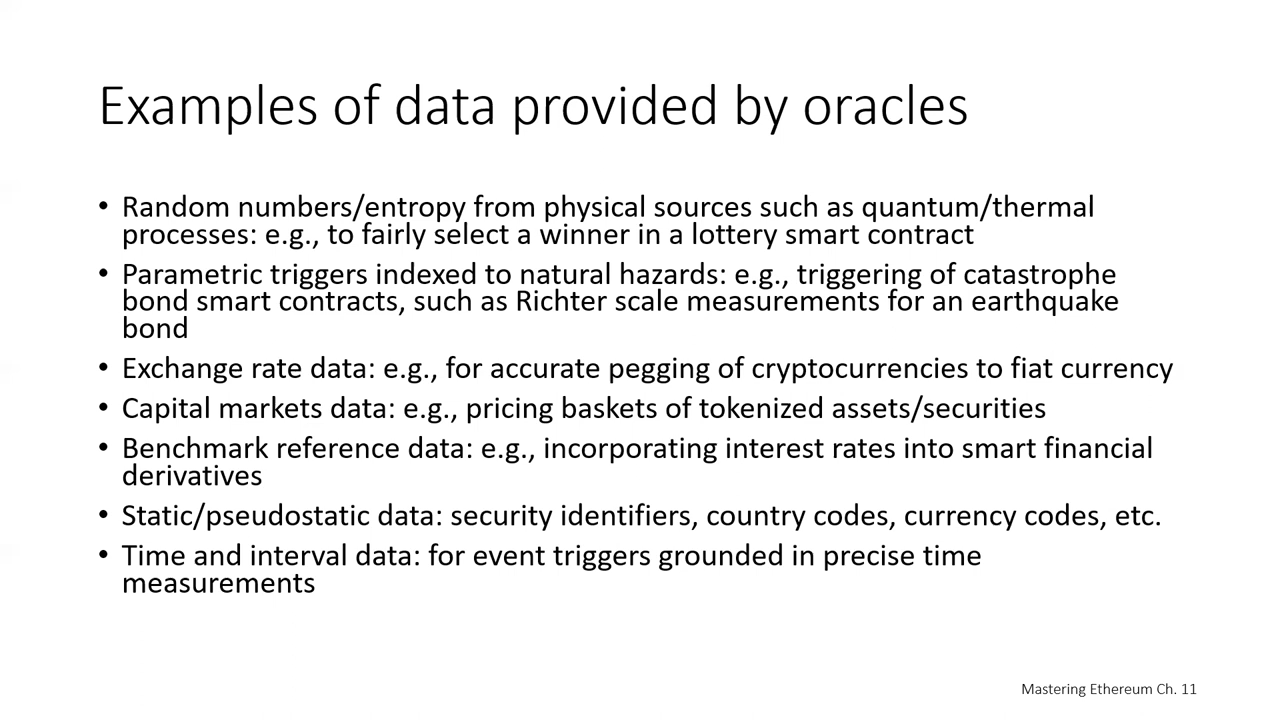 Examples of data provided by oracles
• Random numbers/entropy from physical sources such as quantum/thermal
processes: e.g., to fairly select a winner in a lottery smart contract
• Parametric triggers indexed to natural hazards: e.g., triggering of catastrophe
bond smart contracts, such as Richter scale measurements for an earthquake
bond
• Exchange rate data: e.g., for accurate pegging of cryptocurrencies to fiat currency
• Capital markets data: e.g., pricing baskets of tokenized assets/securities
• Benchmark reference data: e.g., incorporating interest rates into smart financial
derivatives
• Static/pseudostatic data: security identifiers, country codes, currency codes, etc.
• Time and interval data: for event triggers grounded in precise time
measurements
Mastering Ethereum Ch. 11